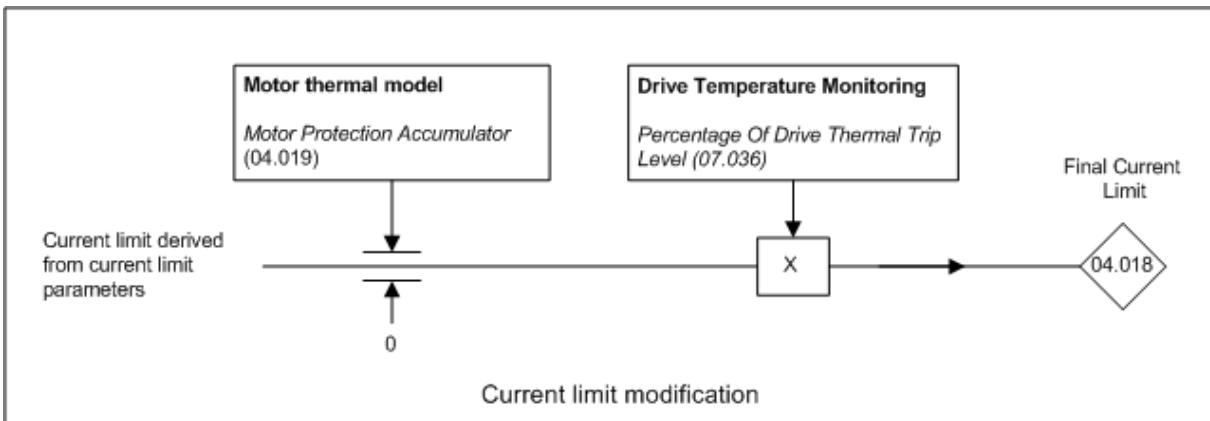 Motor thermal model
Motor Protection Accumulator
(04.019)
Drive Temperature Monitoring
Percentage Of Drive Thermal Trip
Level (07.036)
Final Current
Limit
Current limit derived
from current limit
parameters
X
04.018
0
Current limit modification